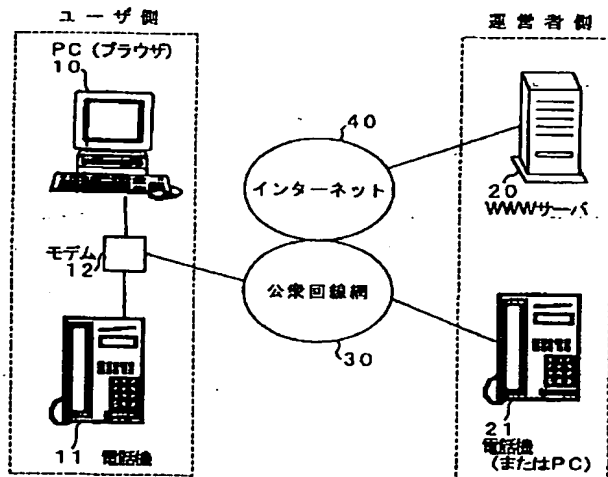 ユーザ側
PC（ブラウザ）
10
モデム
12
11 電話機
40
インターネット
公衆回線網
30
運営者側
20
WWWサーバ
21
電話機
（またはPC）